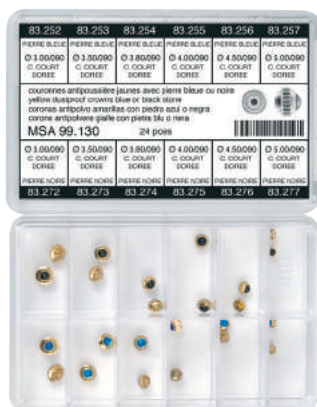 83.252 83.253 83.254 83.255 83.256 83.257
PIERRE BLEUE PIERRE BLEUE PIERRE BLEUE PIERRE BLEUE PIERRE BLEUE PIERRE BLEUE
Ø 3.00/090 Ø 3.50/090 Ø 3.80/090 Ø 4.00/090 Ø 4.50/090 Ø 5.00/090
C. COURT C. COURT C. COURT C. COURT C. COURT C. COURT
DOREE DOREE DOREE DOREE DOREE DOREE
couronnes antipoussière jaunes avec pierre bleue ou noire
yellow dustproof crowns blue or black stone
coronas antipolvo amarillas con piedra azul o negra
corone antipolvere gialle con pietra blu o nera
MSA 99.130 24 pces
Ø 3.00/090 Ø 3.50/090 Ø 3.80/090 Ø 4.00/090 Ø 4.50/090 Ø 5.00/090
C. COURT C. COURT C. COURT C. COURT C. COURT C. COURT
DOREE DOREE DOREE DOREE DOREE DOREE
PIERRE NOIRE PIERRE NOIRE PIERRE NOIRE PIERRE NOIRE PIERRE NOIRE PIERRE NOIRE
83.272 83.273 83.274 83.275 83.276 83.277